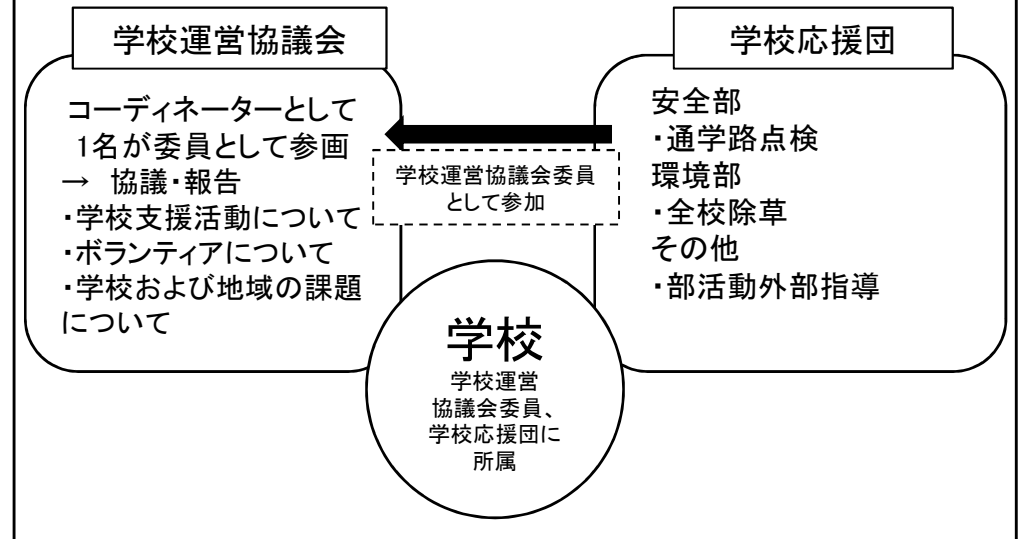 学校運営協議会
コーディネーターとして
1名が委員として参画
→ 協議・報告
・学校支援活動について
・ボランティアについて
・学校および地域の課題
について
学校運営協議会委員
として参加
学校応援団
安全部
・通学路点検
環境部
・全校除草
その他
・部活動外部指導
学校
学校運営
協議会委員、
学校応援団に
所属